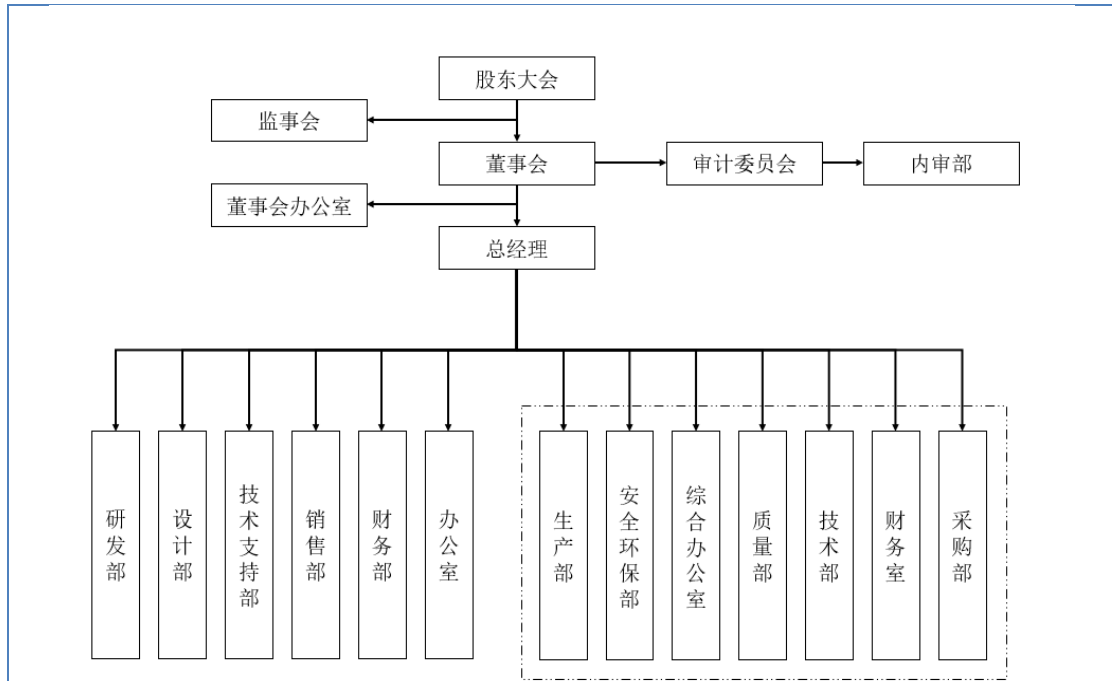 股东大会
监事会
董事会
审计委员会
内审部
董事会办公室
总经理
研发部
设计部
技术支持部
销售部
财务部
办公室
生产部
安全环保部
综合办公室
质量部
技术部
财务室
采购部